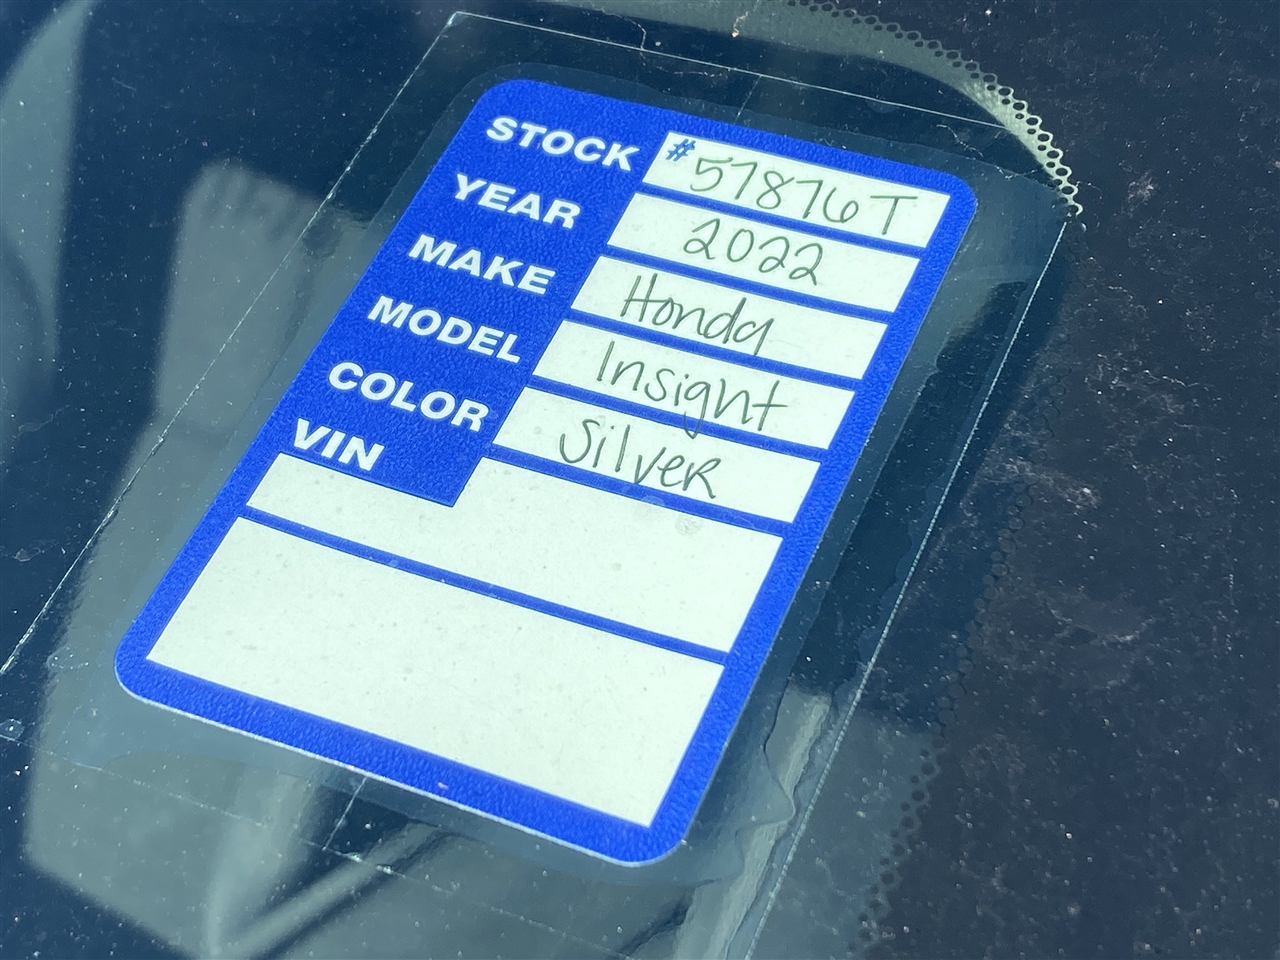 STOCK #57876T
YEAR 2022
MAKE Honda
MODEL Insight
COLOR Silver
VIN